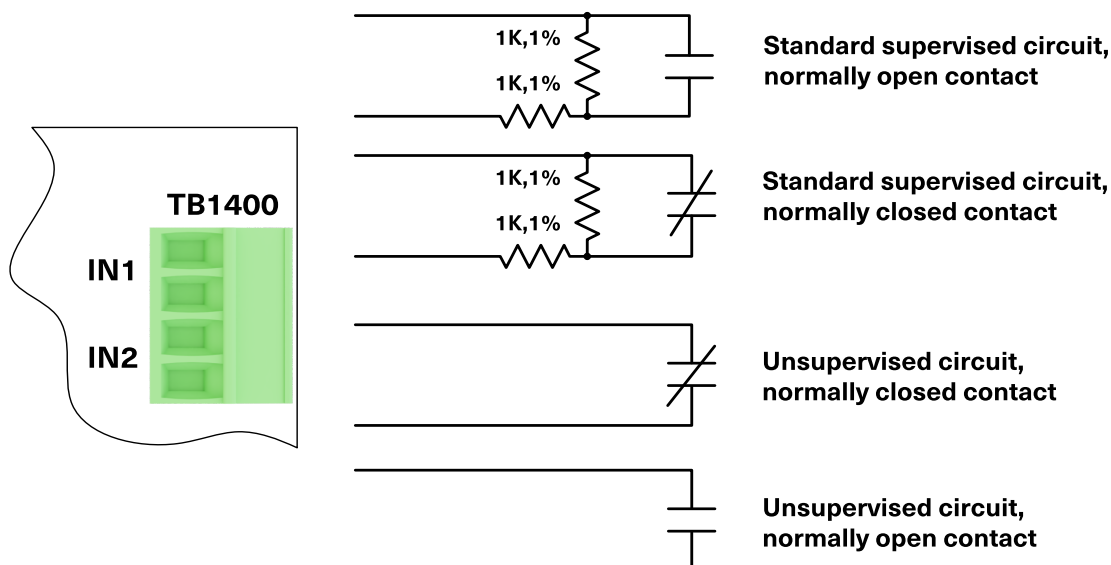 1K,1%
1K,1%
Standard supervised circuit,
normally open contact
1K,1%
1K,1%
Standard supervised circuit,
normally closed contact
TB1400
IN1
IN2
Unsupervised circuit,
normally closed contact
Unsupervised circuit,
normally open contact